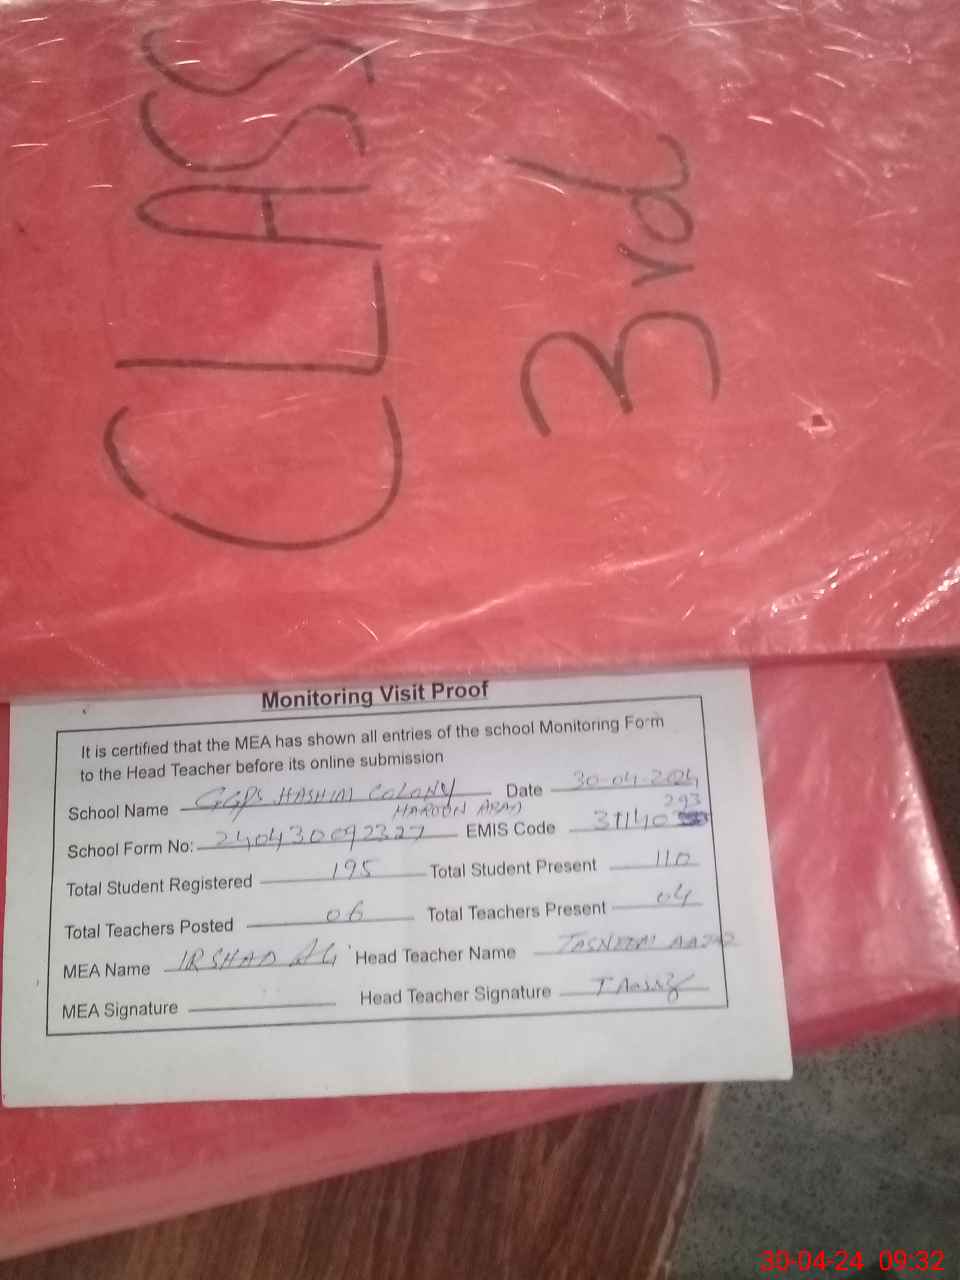 CLASS
3rd
Monitoring Visit Proof
It is certified that the MEA has shown all entries of the school Monitoring Form
to the Head Teacher before its online submission
School Name GGPS HASHIM COLONY Date 30-04-2024
HAROON ABAD
School Form No: 240430092327 EMIS Code 31140
293
Total Student Registered 195 Total Student Present 110
Total Teachers Posted 06 Total Teachers Present 04
MEA Name IRSHAD ALI Head Teacher Name TASNEEM
MEA Signature Head Teacher Signature
30-04-24 09:32